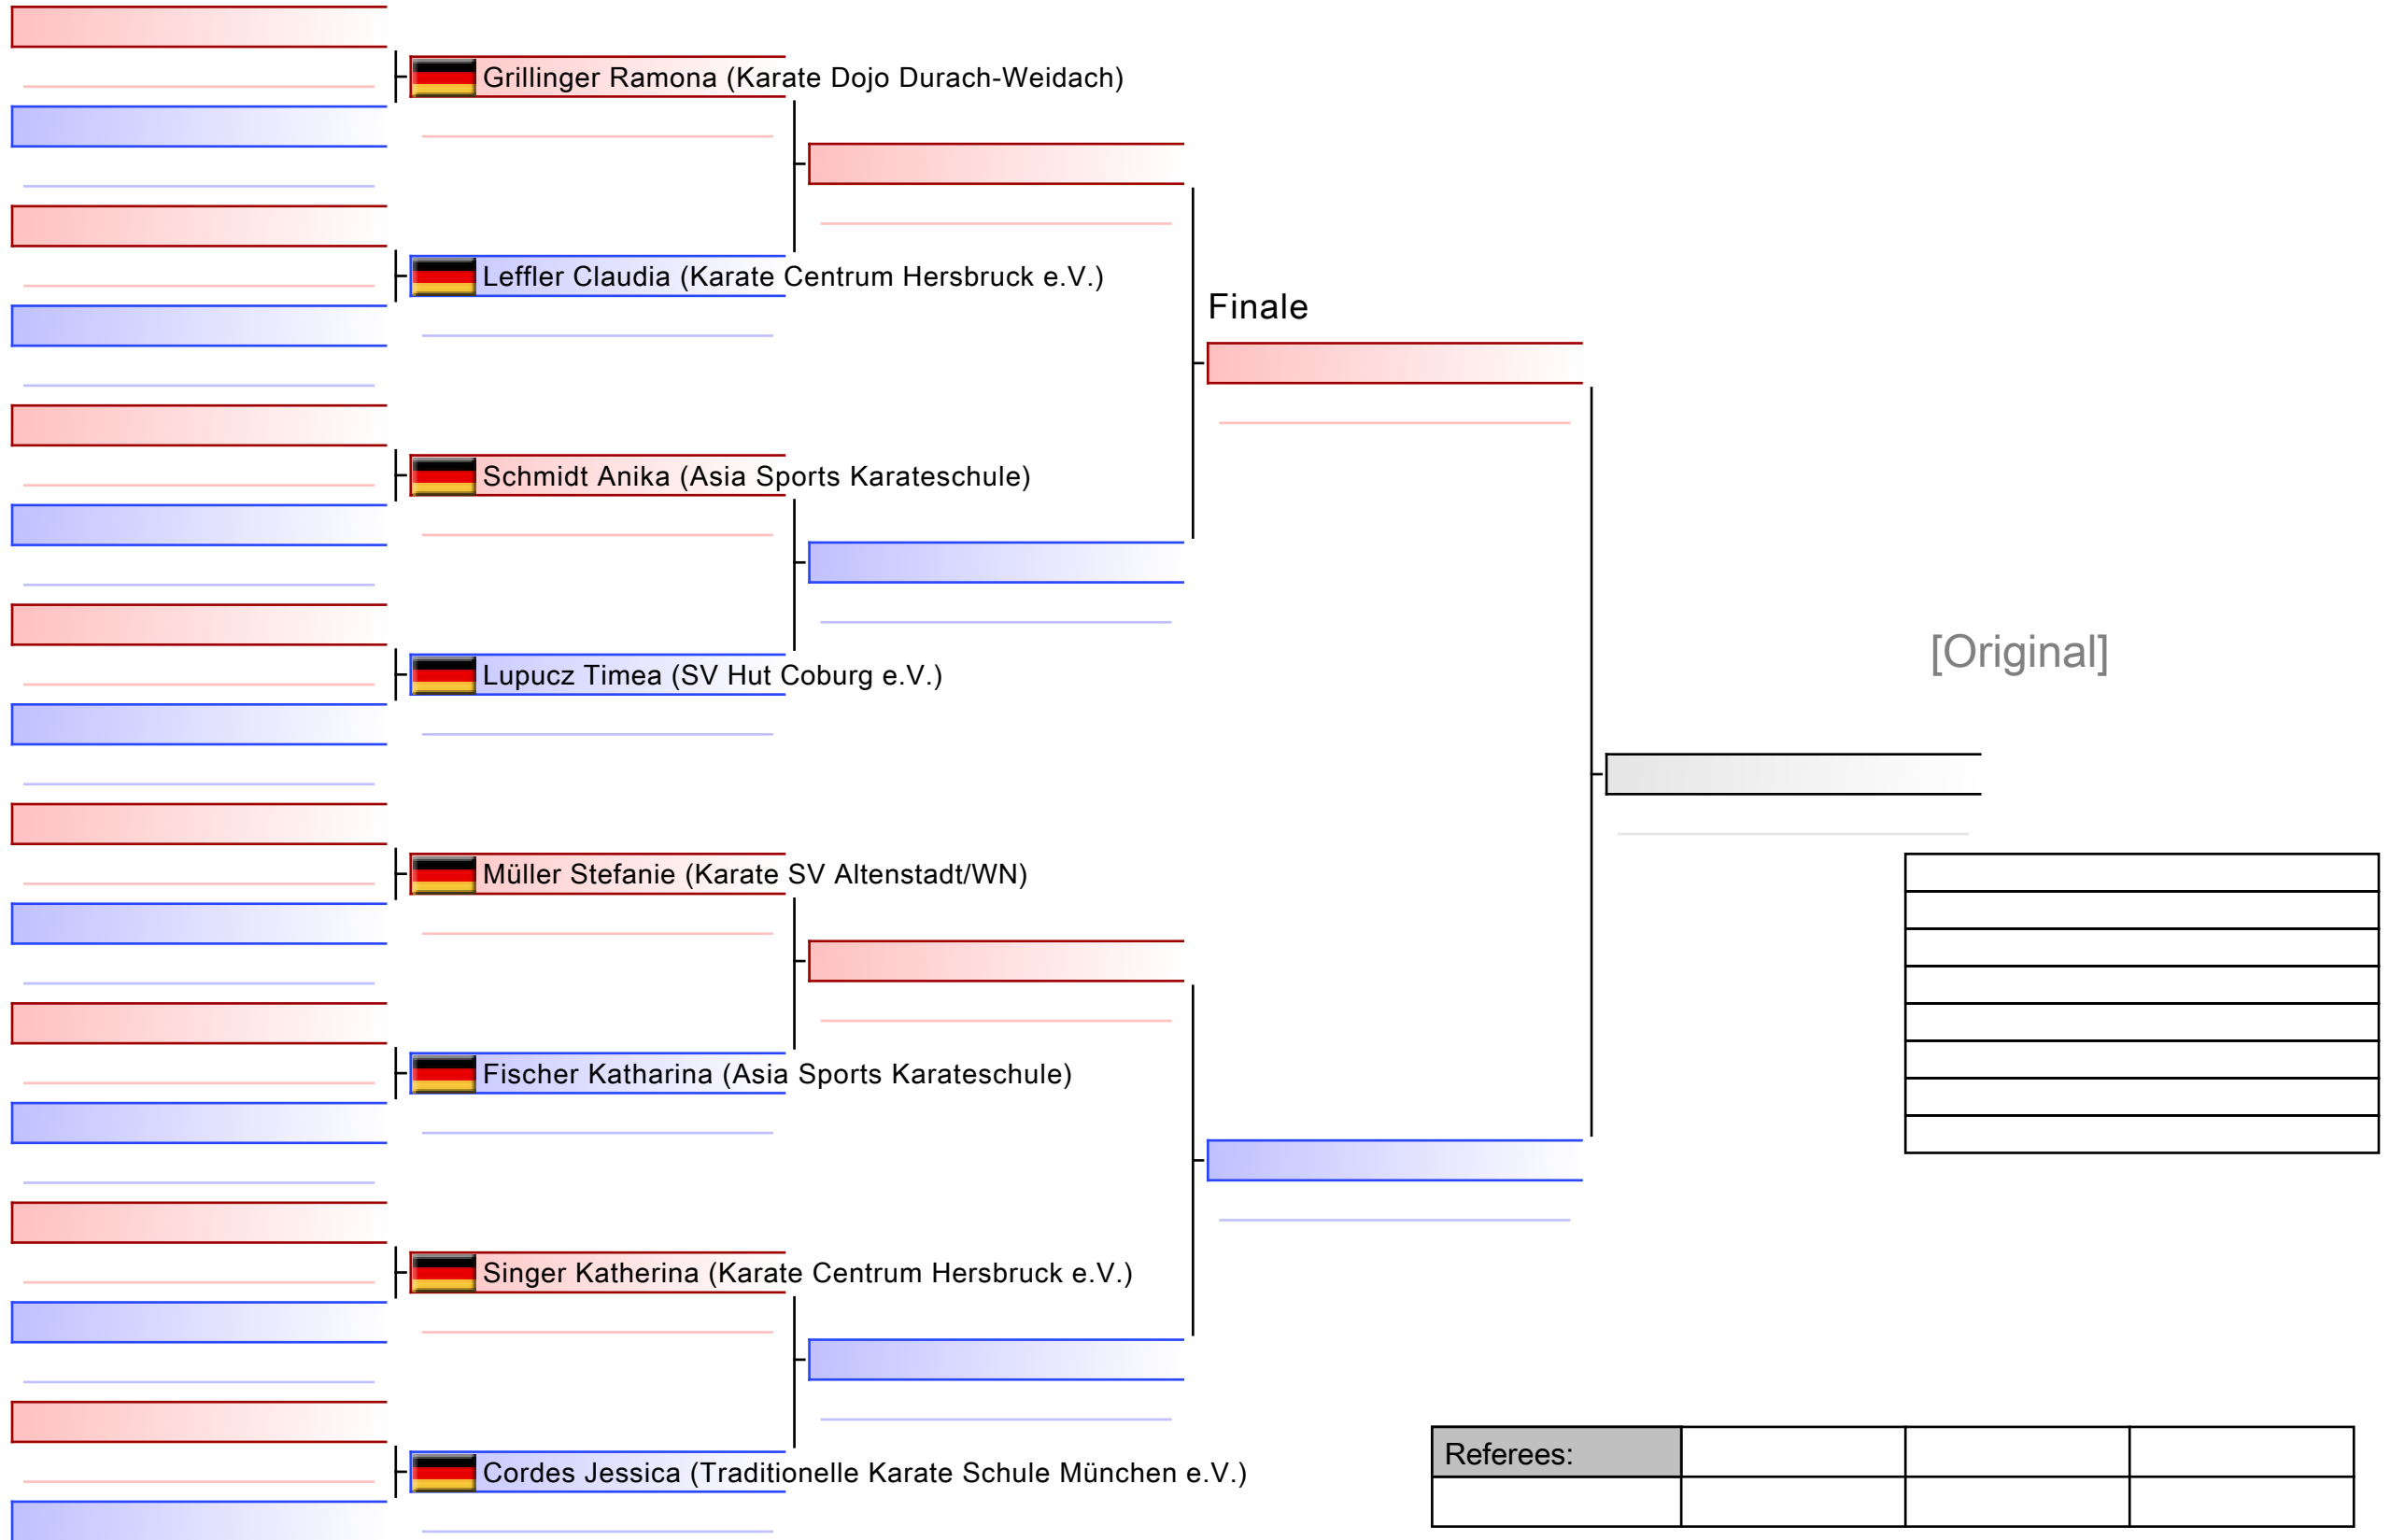 Grillinger Ramona (Karate Dojo Durach-Weidach)
Leffler Claudia (Karate Centrum Hersbruck e.V.)
Finale
Schmidt Anika (Asia Sports Karateschule)
[Original]
Lupucz Timea (SV Hut Coburg e.V.)
Müller Stefanie (Karate SV Altenstadt/WN)
Fischer Katharina (Asia Sports Karateschule)
Singer Katherina (Karate Centrum Hersbruck e.V.)
Cordes Jessica (Traditionelle Karate Schule München e.V.)
Referees: